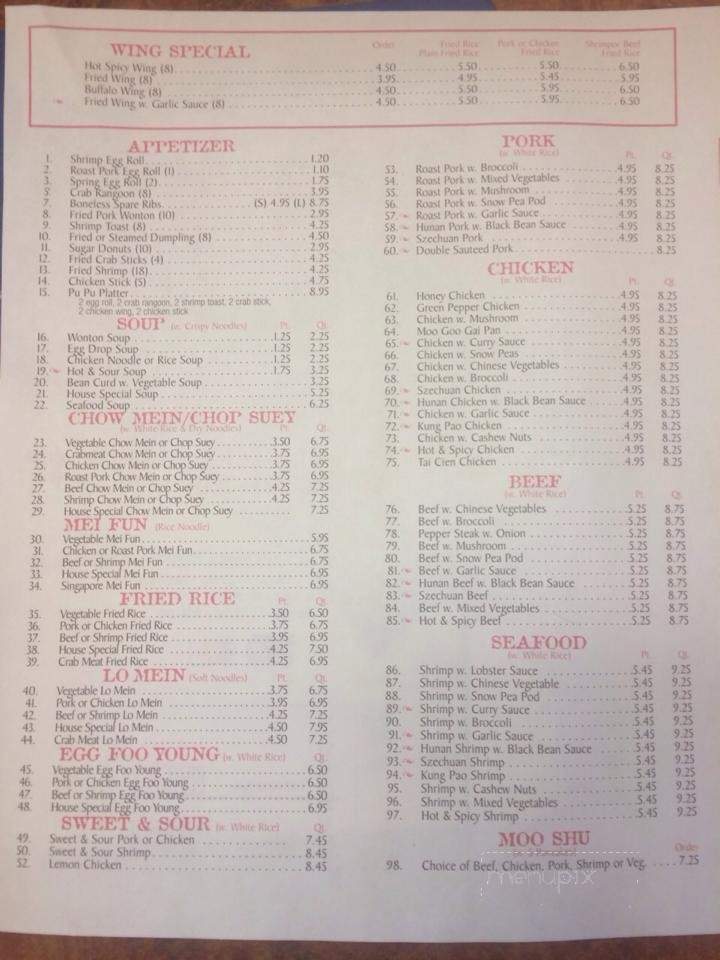 WING SPECIAL
Order
Fried Rice
Plain Fried Rice
Pork or Chicken
Fried Rice
Shrimp or Beef
Fried Rice
Hot Spicy Wing (8) 4.50 5.50 5.50 6.50
Fried Wing (8) 3.95 4.95 5.45 5.95
Buffalo Wing (8) 4.50 5.50 5.95 6.50
Fried Wing w. Garlic Sauce (8) 4.50 5.50 5.95 6.50
APPETIZER
1. Shrimp Egg Roll 1.20
2. Roast Pork Egg Roll (1) 1.10
3. Spring Egg Roll (2) 1.75
5. Crab Rangoon (8) 3.95
7. Boneless Spare Ribs (S) 4.95 (L) 8.75
8. Fried Pork Wonton (10) 2.95
9. Shrimp Toast (8) 4.25
10. Fried or Steamed Dumpling (8) 4.50
11. Sugar Donuts (10) 2.95
12. Fried Crab Sticks (4) 4.25
13. Fried Shrimp (18) 4.25
14. Chicken Stick (5) 4.75
15. Pu Pu Platter 8.95
2 egg roll, 2 crab rangoon, 2 shrimp toast, 2 crab stick,
2 chicken wing, 2 chicken stick
SOUP (w. Crispy Noodles) Pt. Qt.
16. Wonton Soup 1.25 2.25
17. Egg Drop Soup 1.25 2.25
18. Chicken Noodle or Rice Soup 1.25 2.25
19. Hot & Sour Soup 1.75 3.25
20. Bean Curd w. Vegetable Soup 3.25
21. House Special Soup 5.25
22. Seafood Soup 6.25
CHOW MEIN/CHOP SUEY
(w. White Rice & Dry Noodles) Pt. Qt.
23. Vegetable Chow Mein or Chop Suey 3.50 6.75
24. Crabmeat Chow Mein or Chop Suey 3.75 6.95
25. Chicken Chow Mein or Chop Suey 3.75 6.95
26. Roast Pork Chow Mein or Chop Suey 3.75 6.95
27. Beef Chow Mein or Chop Suey 4.25 7.25
28. Shrimp Chow Mein or Chop Suey 4.25 7.25
29. House Special Chow Mein or Chop Suey 7.25
MEI FUN (Rice Noodle)
30. Vegetable Mei Fun 5.95
31. Chicken or Roast Pork Mei Fun 6.75
32. Beef or Shrimp Mei Fun 6.75
33. House Special Mei Fun 6.95
34. Singapore Mei Fun 6.95
FRIED RICE Pt. Qt.
35. Vegetable Fried Rice 3.50 6.50
36. Pork or Chicken Fried Rice 3.75 6.75
37. Beef or Shrimp Fried Rice 3.95 6.95
38. House Special Fried Rice 4.25 7.50
39. Crab Meat Fried Rice 4.25 6.95
LO MEIN (Soft Noodles) Pt. Qt.
40. Vegetable Lo Mein 3.75 6.75
41. Pork or Chicken Lo Mein 3.95 6.95
42. Beef or Shrimp Lo Mein 4.25 7.25
43. House Special Lo Mein 4.50 7.95
44. Crab Meat Lo Mein 4.50 7.25
EGG FOO YOUNG (w. White Rice) Qt.
45. Vegetable Egg Foo Young 6.50
46. Pork or Chicken Egg Foo Young 6.50
47. Beef or Shrimp Egg Foo Young 6.50
48. House Special Egg Foo Young 6.95
SWEET & SOUR (w. White Rice) Qt.
49. Sweet & Sour Pork or Chicken 7.45
50. Sweet & Sour Shrimp 8.45
52. Lemon Chicken 8.45
PORK
(w. White Rice) Pt. Qt.
53. Roast Pork w. Broccoli 4.95 8.25
54. Roast Pork w. Mixed Vegetables 4.95 8.25
55. Roast Pork w. Mushroom 4.95 8.25
56. Roast Pork w. Snow Pea Pod 4.95 8.25
57. Roast Pork w. Garlic Sauce 4.95 8.25
58. Hunan Pork w. Black Bean Sauce 4.95 8.25
59. Szechuan Pork 4.95 8.25
60. Double Sauteed Pork 8.25
CHICKEN
(w. White Rice) Pt. Qt.
61. Honey Chicken 4.95 8.25
62. Green Pepper Chicken 4.95 8.25
63. Chicken w. Mushroom 4.95 8.25
64. Moo Goo Gai Pan 4.95 8.25
65. Chicken w. Curry Sauce 4.95 8.25
66. Chicken w. Snow Peas 4.95 8.25
67. Chicken w. Chinese Vegetables 4.95 8.25
68. Chicken w. Broccoli 4.95 8.25
69. Szechuan Chicken 4.95 8.25
70. Hunan Chicken w. Black Bean Sauce 4.95 8.25
71. Chicken w. Garlic Sauce 4.95 8.25
72. Kung Pao Chicken 4.95 8.25
73. Chicken w. Cashew Nuts 4.95 8.25
74. Hot & Spicy Chicken 4.95 8.25
75. Tai Cien Chicken 4.95 8.25
BEEF
(w. White Rice) Pt. Qt.
76. Beef w. Chinese Vegetables 5.25 8.75
77. Beef w. Broccoli 5.25 8.75
78. Pepper Steak w. Onion 5.25 8.75
79. Beef w. Mushroom 5.25 8.75
80. Beef w. Snow Pea Pod 5.25 8.75
81. Beef w. Garlic Sauce 5.25 8.75
82. Hunan Beef w. Black Bean Sauce 5.25 8.75
83. Szechuan Beef 5.25 8.75
84. Beef w. Mixed Vegetables 5.25 8.75
85. Hot & Spicy Beef 5.25 8.75
SEAFOOD
(w. White Rice) Pt. Qt.
86. Shrimp w. Lobster Sauce 5.45 9.25
87. Shrimp w. Chinese Vegetable 5.45 9.25
88. Shrimp w. Snow Pea Pod 5.45 9.25
89. Shrimp w. Curry Sauce 5.45 9.25
90. Shrimp w. Broccoli 5.45 9.25
91. Shrimp w. Garlic Sauce 5.45 9.25
92. Hunan Shrimp w. Black Bean Sauce 5.45 9.25
93. Szechuan Shrimp 5.45 9.25
94. Kung Pao Shrimp 5.45 9.25
95. Shrimp w. Cashew Nuts 5.45 9.25
96. Shrimp w. Mixed Vegetables 5.45 9.25
97. Hot & Spicy Shrimp 5.45 9.25
MOO SHU
Order
98. Choice of Beef, Chicken, Pork, Shrimp or Veg. 7.25
menupix